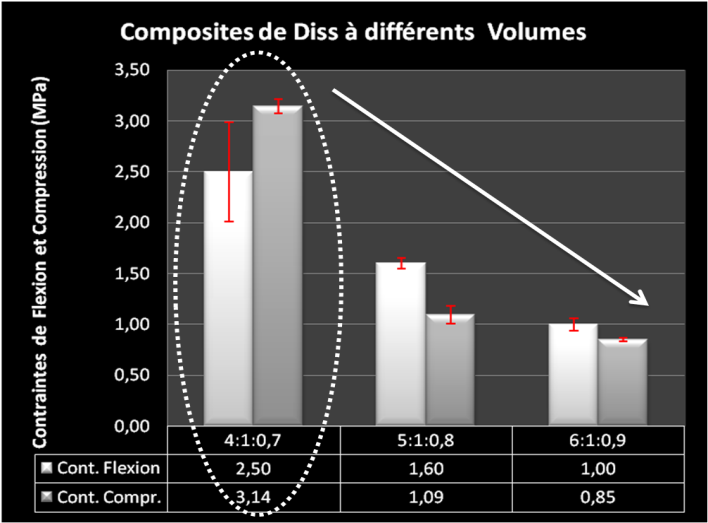 Composites de Diss à différents Volumes
Contraintes de Flexion et Compression (MPa)
3,50
3,00
2,50
2,00
1,50
1,00
0,50
0,00
4:1:0,7 5:1:0,8 6:1:0,9
Cont. Flexion 2,50 1,60 1,00
Cont. Compr. 3,14 1,09 0,85